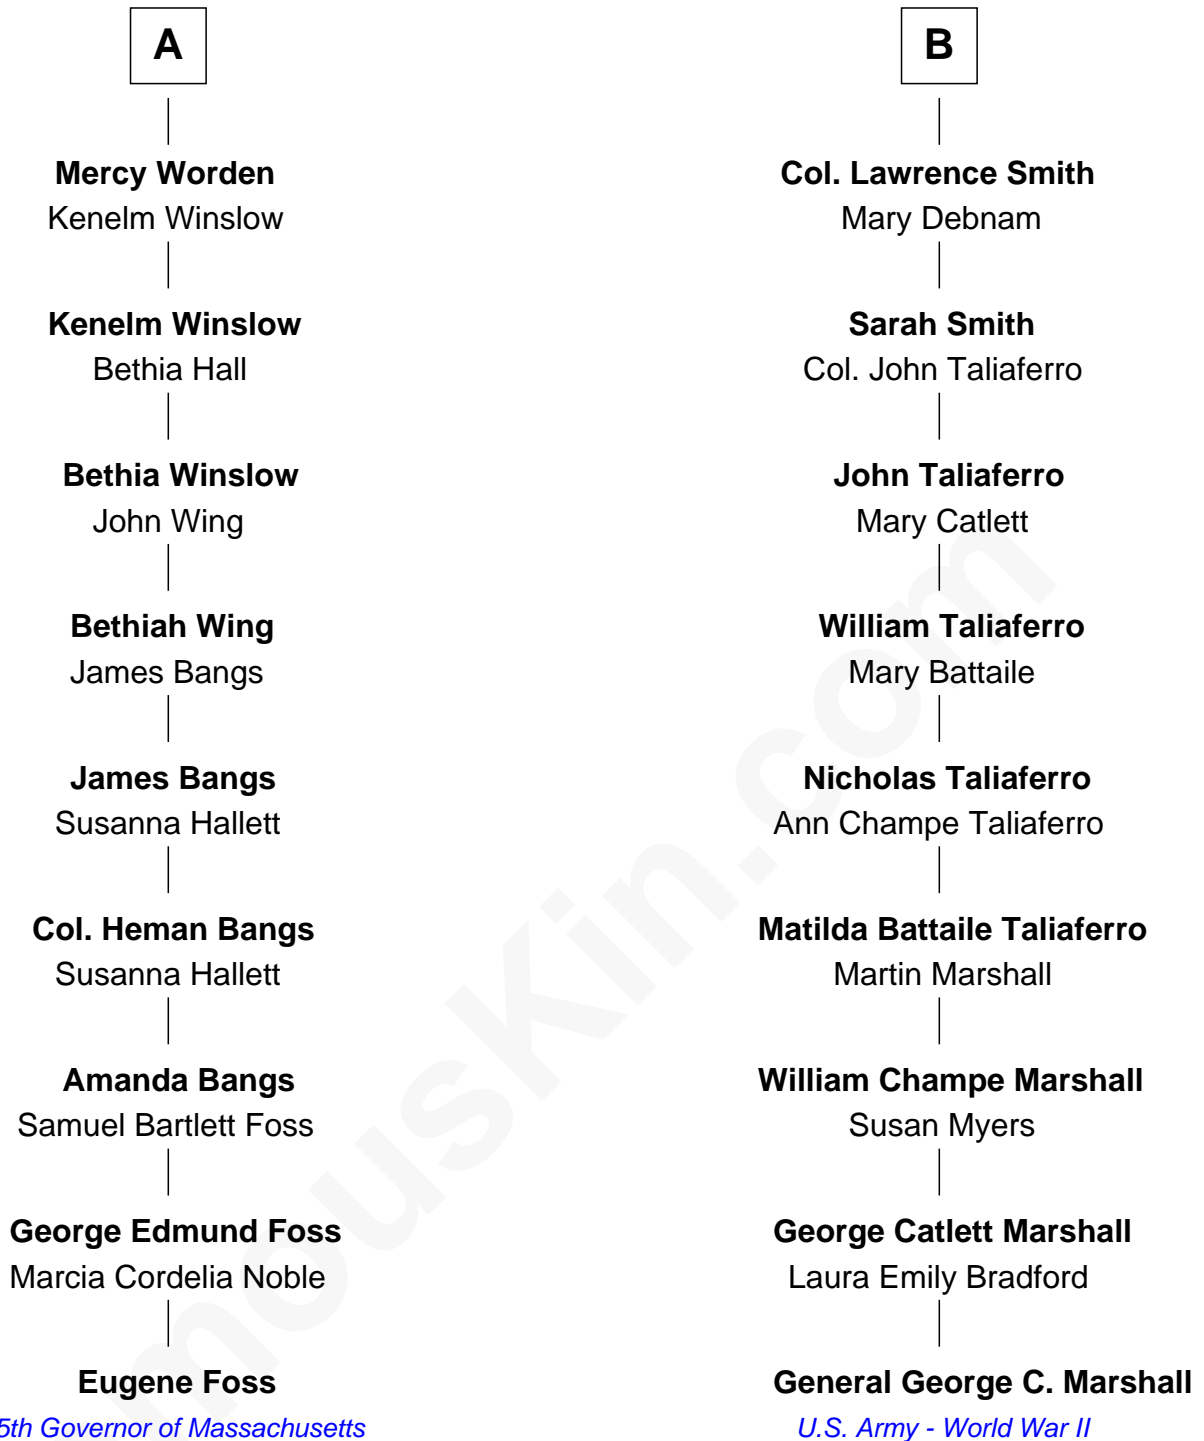 A
Mercy Worden
Kenelm Winslow
Kenelm Winslow
Bethia Hall
Bethia Winslow
John Wing
Bethiah Wing
James Bangs
James Bangs
Susanna Hallett
Col. Heman Bangs
Susanna Hallett
Amanda Bangs
Samuel Bartlett Foss
George Edmund Foss
Marcia Cordelia Noble
Eugene Foss
5th Governor of Massachusetts
B
Col. Lawrence Smith
Mary Debnam
Sarah Smith
Col. John Taliaferro
John Taliaferro
Mary Catlett
William Taliaferro
Mary Battaile
Nicholas Taliaferro
Ann Champe Taliaferro
Matilda Battaile Taliaferro
Martin Marshall
William Champe Marshall
Susan Myers
George Catlett Marshall
Laura Emily Bradford
General George C. Marshall
U.S. Army - World War II
mousKin.com